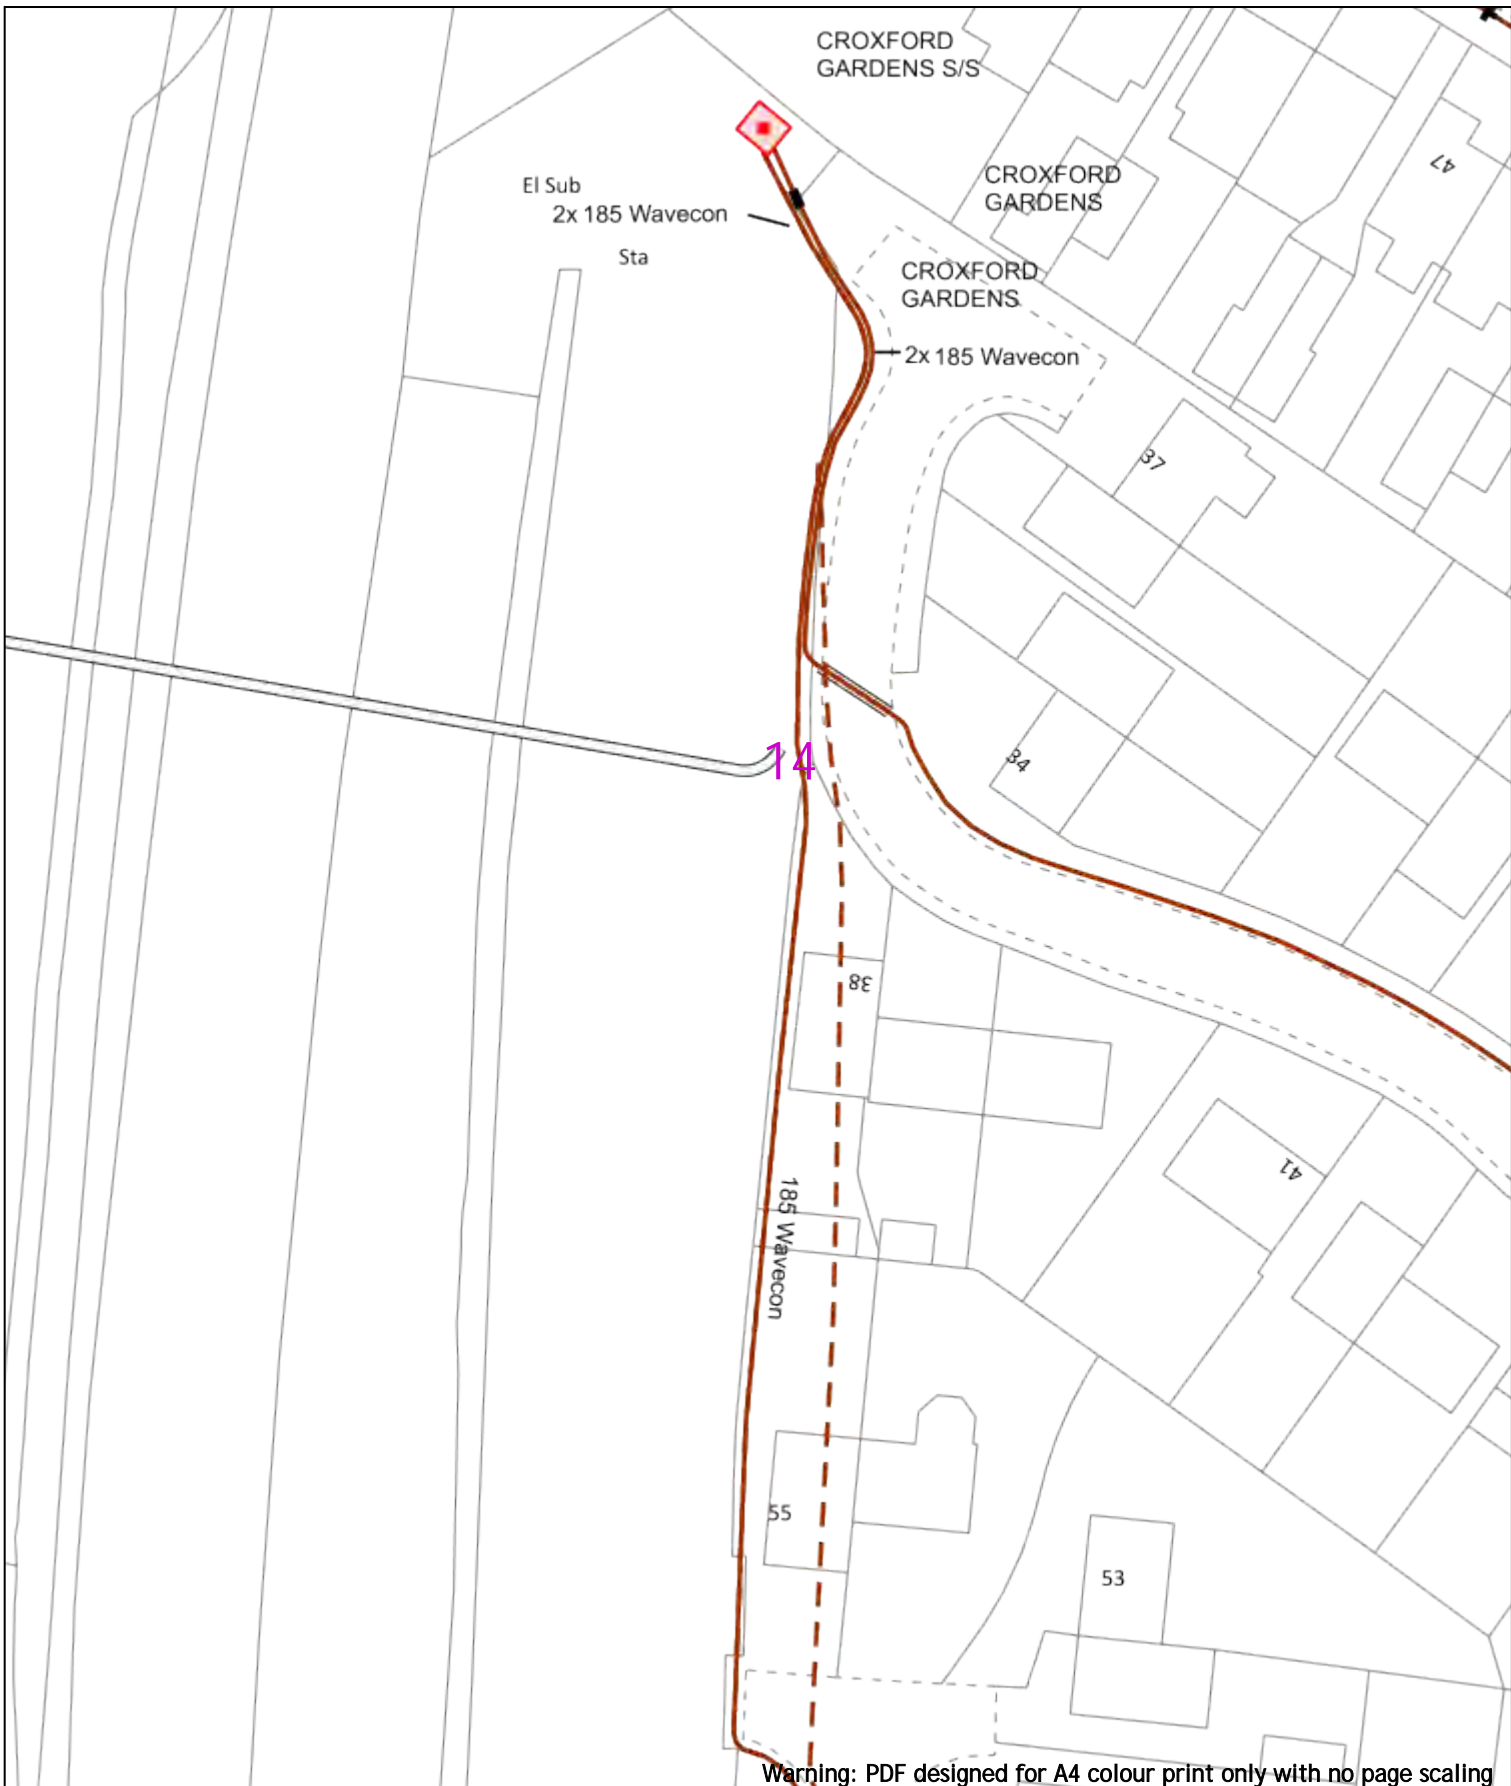 CROXFORD
GARDENS S/S
47
CROXFORD
GARDENS
El Sub
2x 185 Wavecon
Sta
CROXFORD
GARDENS
2x 185 Wavecon
37
34
14
38
41
185 Wavecon
55
53
Warning: PDF designed for A4 colour print only with no page scaling